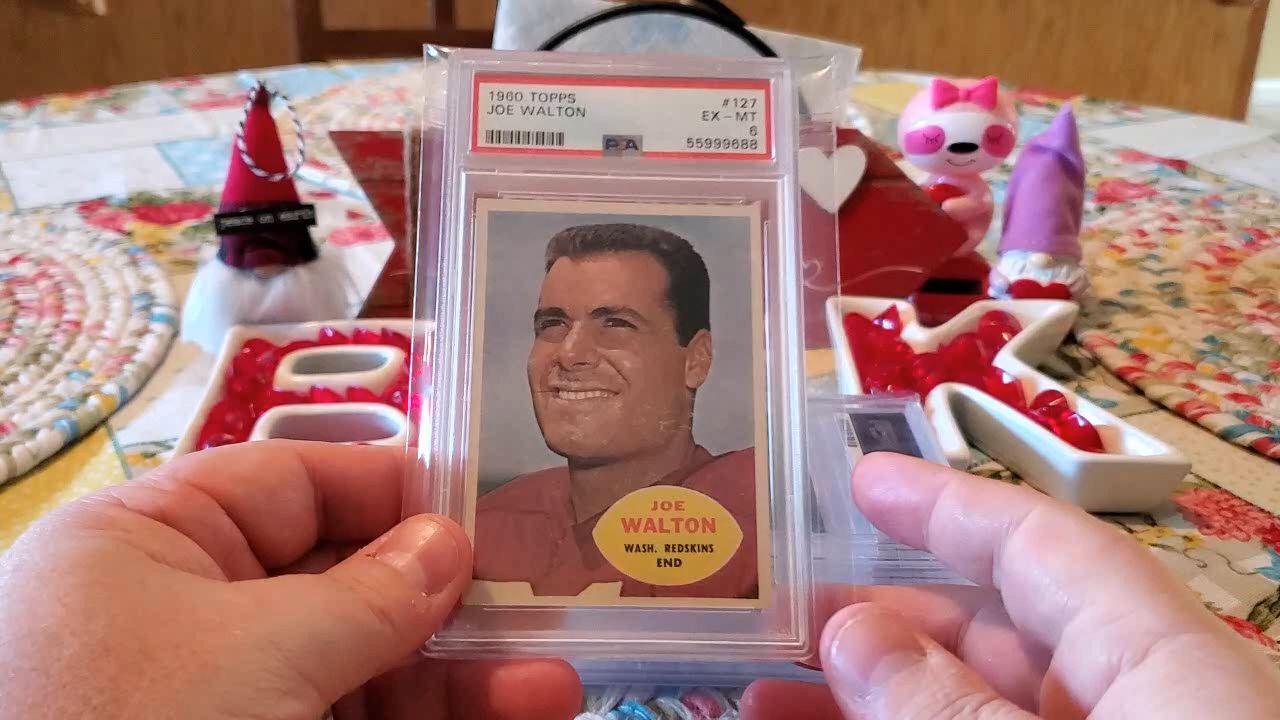 1960 TOPPS #127
JOE WALTON EX - MT
6
PSA 55999688
JOE
WALTON
WASH. REDSKINS
END